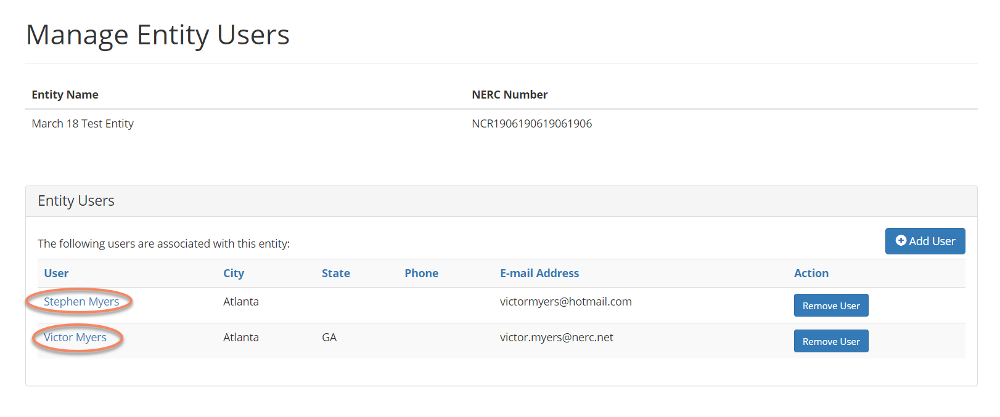 Manage Entity Users
Entity Name NERC Number
March 18 Test Entity NCR1906190619061906
Entity Users
The following users are associated with this entity:
Add User
User City State Phone E-mail Address Action
Stephen Myers Atlanta victormyers@hotmail.com Remove User
Victor Myers Atlanta GA victor.myers@nerc.net Remove User